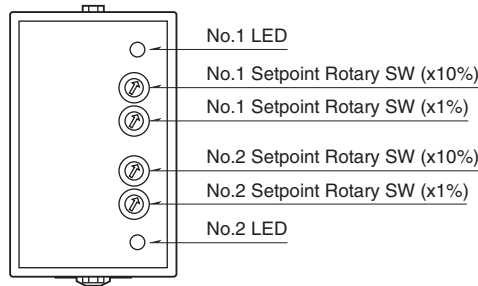 No.1 LED
No.1 Setpoint Rotary SW (x10%)
No.1 Setpoint Rotary SW (x1%)
No.2 Setpoint Rotary SW (x10%)
No.2 Setpoint Rotary SW (x1%)
No.2 LED